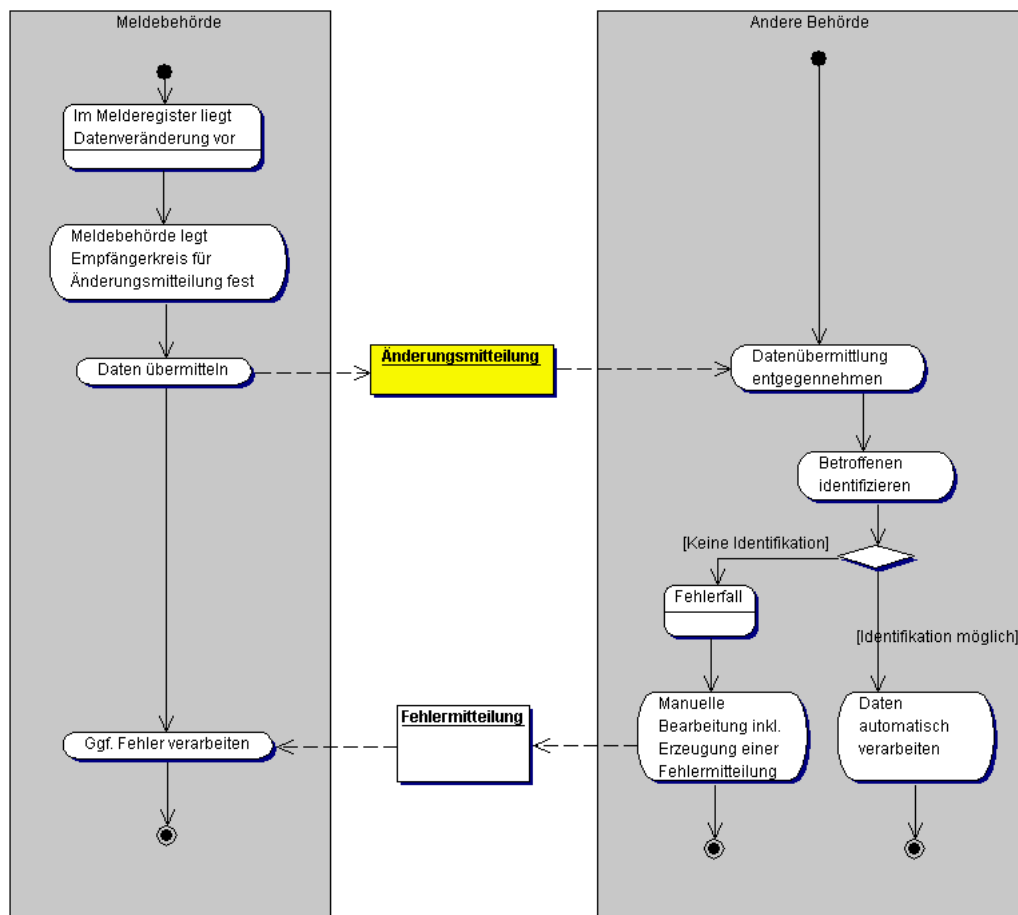 Meldebehörde
Im Melderegister liegt
Datenveränderung vor
Meldebehörde legt
Empfängerkreis für
Änderungsmitteilung fest
Daten übermitteln
Ggf. Fehler verarbeiten
Änderungsmitteilung
Fehlermitteilung
Andere Behörde
Datenübermittlung
entgegennehmen
Betroffenen
identifizieren
[Keine Identifikation]
Fehlerfall
[Identifikation möglich]
Manuelle
Bearbeitung inkl.
Erzeugung einer
Fehlermitteilung
Daten
automatisch
verarbeiten